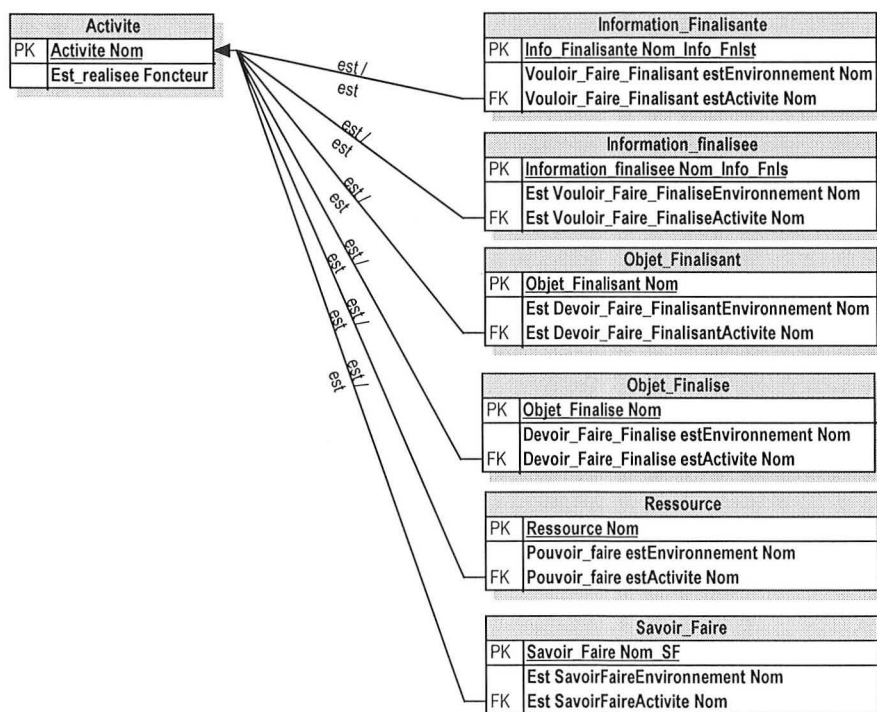 Activite
PK Activite Nom
Est_realisee Foncteur
est /
est
est /
est
est /
est
est /
est
est /
est
est /
est
Information_Finalisante
PK Info_Finalisante Nom_Info_Fnlst
Vouloir_Faire_Finalisant estEnvironnement Nom
FK Vouloir_Faire_Finalisant estActivite Nom
Information_finalisee
PK Information_finalisee Nom_Info_Fnls
Est Vouloir_Faire_FinaliseEnvironnement Nom
FK Est Vouloir_Faire_FinaliseActivite Nom
Objet_Finalisant
PK Objet_Finalisant Nom
Est Devoir_Faire_FinalisantEnvironnement Nom
FK Est Devoir_Faire_FinalisantActivite Nom
Objet_Finalise
PK Objet_Finalise Nom
Devoir_Faire_Finalise estEnvironnement Nom
FK Devoir_Faire_Finalise estActivite Nom
Ressource
PK Ressource Nom
Pouvoir_faire estEnvironnement Nom
FK Pouvoir_faire estActivite Nom
Savoir_Faire
PK Savoir_Faire Nom_SF
Est SavoirFaireEnvironnement Nom
FK Est SavoirFaireActivite Nom